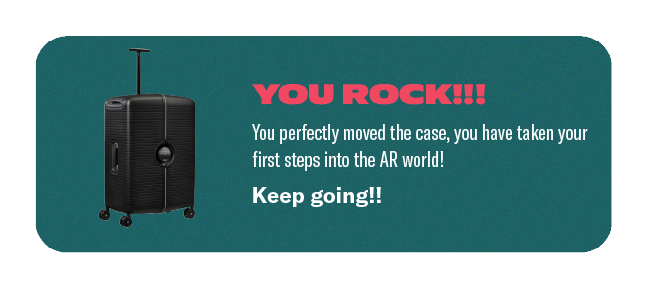 YOU ROCK!!!
You perfectly moved the case, you have taken your
first steps into the AR world!
Keep going!!